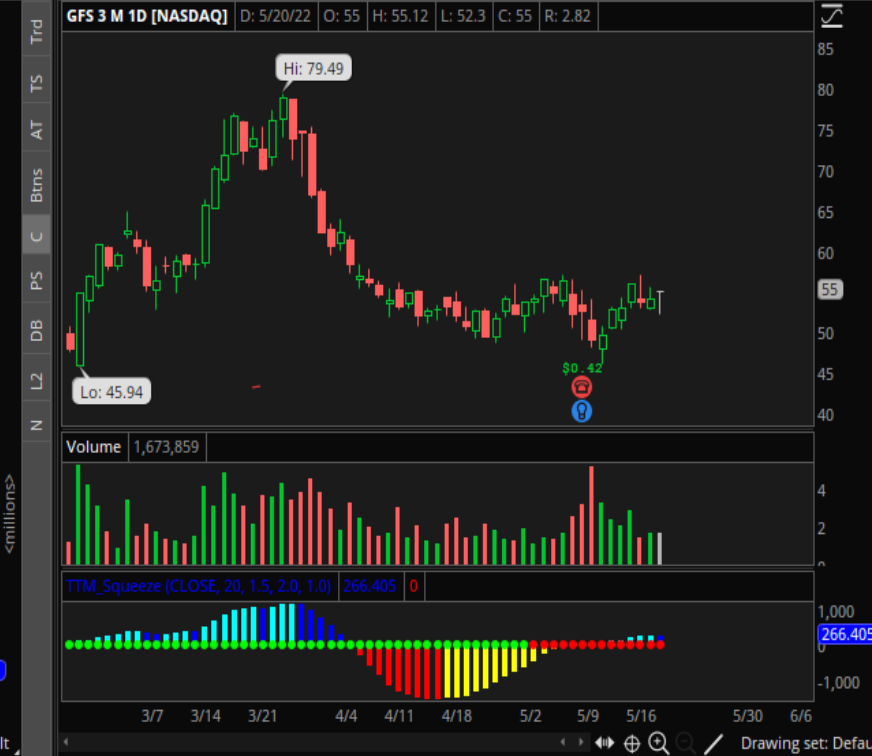 GFS 3 M 1D [NASDAQ] D: 5/20/22 O: 55 H: 55.12 L: 52.3 C: 55 R: 2.82
Trd
TS
AT
Btns
C
PS
DB
L2
N
<millions>
Hi: 79.49
Lo: 45.94
$0.42
85
80
75
70
65
60
55
50
45
40
Volume 1,673,859
4
2
0
TTM_Squeeze (CLOSE, 20, 1.5, 2.0, 1.0) 266.405 0
1,000
266.405
0
-1,000
3/7 3/14 3/21 4/4 4/11 4/18 5/2 5/9 5/16 5/30 6/6
lt
Drawing set: Defau